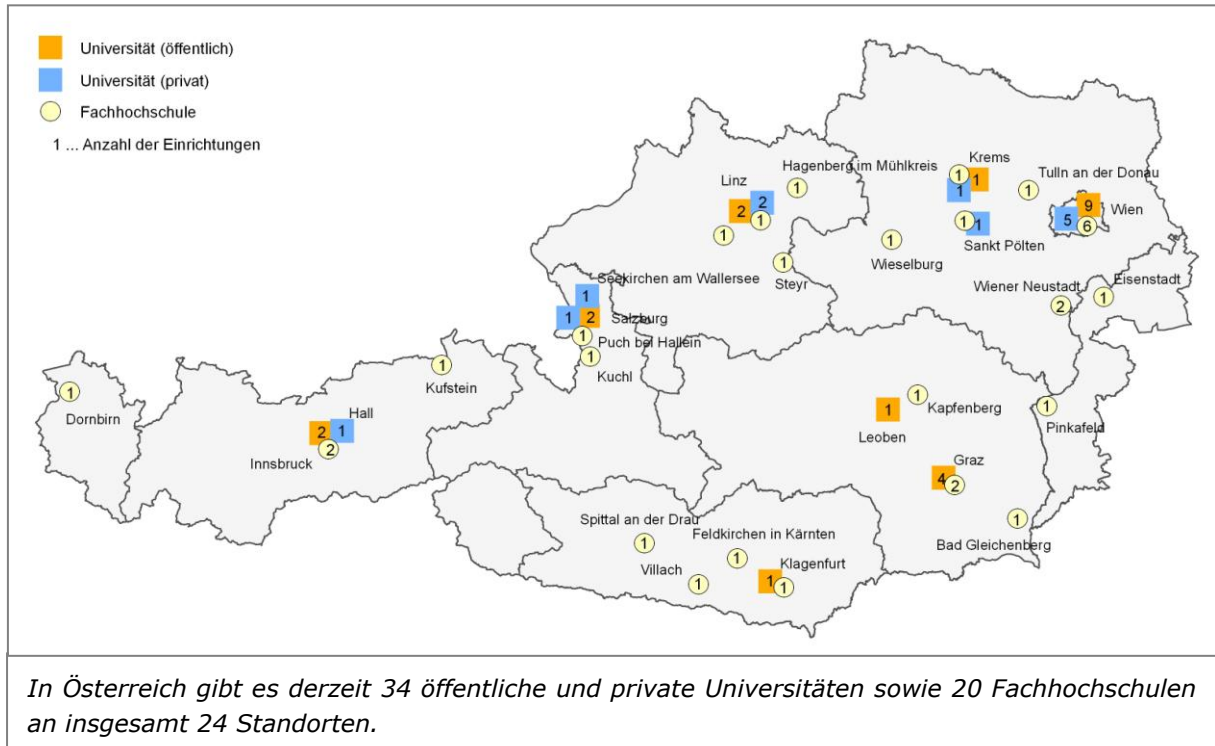 Universität (öffentlich)
Universität (privat)
Fachhochschule
1 ... Anzahl der Einrichtungen
Hagenberg im Mühlkreis
1
Krems
1
1
1
Tulln an der Donau
1
Linz
2
2
1
1
9
Wien
5
6
1
1
Sankt Pölten
1
Wieselburg
1
Steyr
Wiener Neustadt
2
Eisenstadt
1
Seekirchen am Wallersee
1
1
2
Salzburg
1
Puch bei Hallein
1
Kuchl
1
Kufstein
1
Dornbirn
Hall
2
1
2
Innsbruck
1
Kapfenberg
1
Leoben
1
Pinkafeld
Graz
4
2
1
Bad Gleichenberg
Spittal an der Drau
1
Feldkirchen in Kärnten
1
Villach
1
Klagenfurt
1
1
In Österreich gibt es derzeit 34 öffentliche und private Universitäten sowie 20 Fachhochschulen
an insgesamt 24 Standorten.